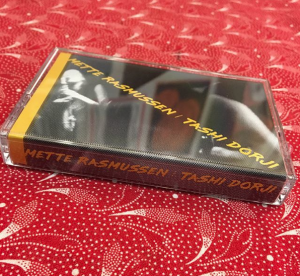 METTE RASMUSSEN | TASHI DORJI
METTE RASMUSSEN TASHI DORJI